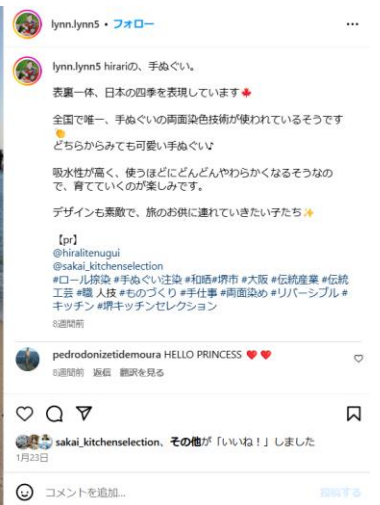 lynn.lynn5 • フォロー
lynn.lynn5 hirariの、手ぬぐい。
表裏一体、日本の四季を表現しています🍁
全国で唯一、手ぬぐいの両面染色技術が使われているそうです
👏
どちらからみても可愛い手ぬぐい♪
吸水性が高く、使うほどにどんどんやわらかくなるそうなの
で、育てていくのが楽しみです。
デザインも素敵で、旅のお供に連れていきたい子たち✨
【pr】
@hiralitenugui
@sakai_kitchenselection
#ロール捺染 #手ぬぐい注染 #和晒#堺市 #大阪 #伝統産業 #伝統
工芸 #職 人技 #ものづくり #手仕事 #両面染め #リバーシブル #
キッチン #堺キッチンセレクション
8週間前
pedrodonizetidemoura HELLO PRINCESS ❤️ ❤️
8週間前 返信 翻訳を見る
sakai_kitchenselection、その他が「いいね！」しました
1月23日
コメントを追加...
投稿する